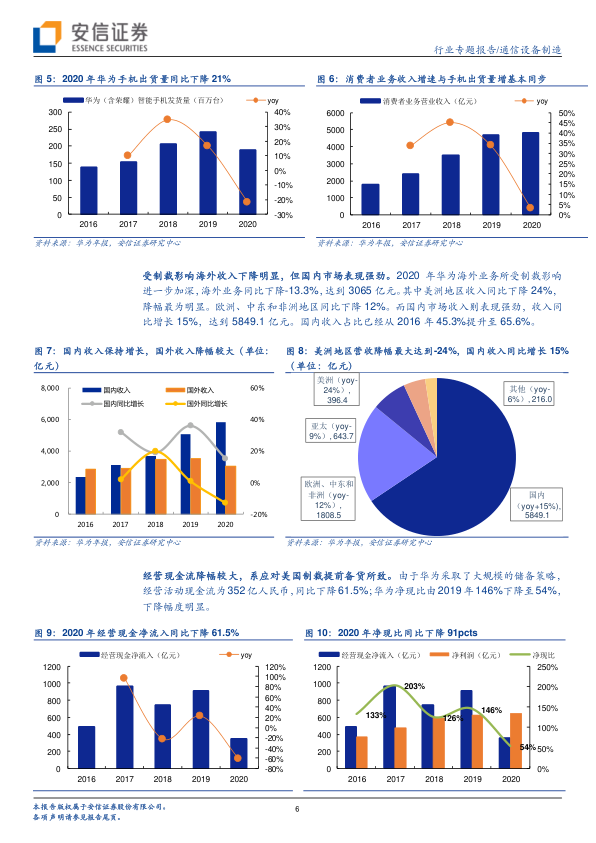 安信证券
ESSENCE SECURITIES
行业专题报告/通信设备制造
图 5：2020 年华为手机出货量同比下降 21%
华为（含荣耀）智能手机发货量（百万台）
yoy
300
250
200
150
100
50
0
40%
30%
20%
10%
0%
-10%
-20%
-30%
2016 2017 2018 2019 2020
资料来源：华为年报，安信证券研究中心
图 6：消费者业务收入增速与手机出货量增基本同步
消费者业务营业收入（亿元）
yoy
6000
5000
4000
3000
2000
1000
0
50%
45%
40%
35%
30%
25%
20%
15%
10%
5%
0%
2016 2017 2018 2019 2020
资料来源：华为年报，安信证券研究中心
受制裁影响海外收入下降明显，但国内市场表现强劲。2020 年华为海外业务所受制裁影响
进一步加深，海外业务同比下降-13.3%，达到 3065 亿元。其中美洲地区收入同比下降 24%，
降幅最为明显。欧洲、中东和非洲地区同比下降 12%。而国内市场收入则表现强劲，收入同
比增长 15%，达到 5849.1 亿元。国内收入占比已经从 2016 年 45.3%提升至 65.6%。
图 7：国内收入保持增长，国外收入降幅较大（单位：
亿元）
国内收入
国外收入
国内同比增长
国外同比增长
8,000
6,000
4,000
2,000
0
60%
40%
20%
0%
-20%
2016 2017 2018 2019 2020
资料来源：华为年报，安信证券研究中心
图 8：美洲地区营收降幅最大达到-24%，国内收入同比增长 15%
（单位：亿元）
美洲（yoy-
24%），
396.4
其他（yoy-
6%）, 216.0
亚太（yoy-
9%）, 643.7
欧洲、中东和
非洲（yoy-
12%），
1808.5
国内
（yoy+15%),
5849.1
资料来源：华为年报，安信证券研究中心
经营现金流降幅较大，系应对美国制裁提前备货所致。由于华为采取了大规模的储备策略，
经营活动现金流为 352 亿人民币，同比下降 61.5%；华为净现比由 2019 年 146%下降至 54%，
下降幅度明显。
图 9：2020 年经营现金净流入同比下降 61.5%
经营现金净流入（亿元）
yoy
1200
1000
800
600
400
200
0
120%
100%
80%
60%
40%
20%
0%
-20%
-40%
-60%
-80%
2016 2017 2018 2019 2020
资料来源：华为年报，安信证券研究中心
图 10：2020 年净现比同比下降 91pcts
经营现金净流入（亿元）
净利润（亿元）
净现比
1200
1000
800
600
400
200
0
250%
200%
150%
100%
50%
0%
133%
203%
126%
146%
54%
2016 2017 2018 2019 2020
资料来源：华为年报，安信证券研究中心
本报告版权属于安信证券股份有限公司。
各项声明请参见报告尾页。
6